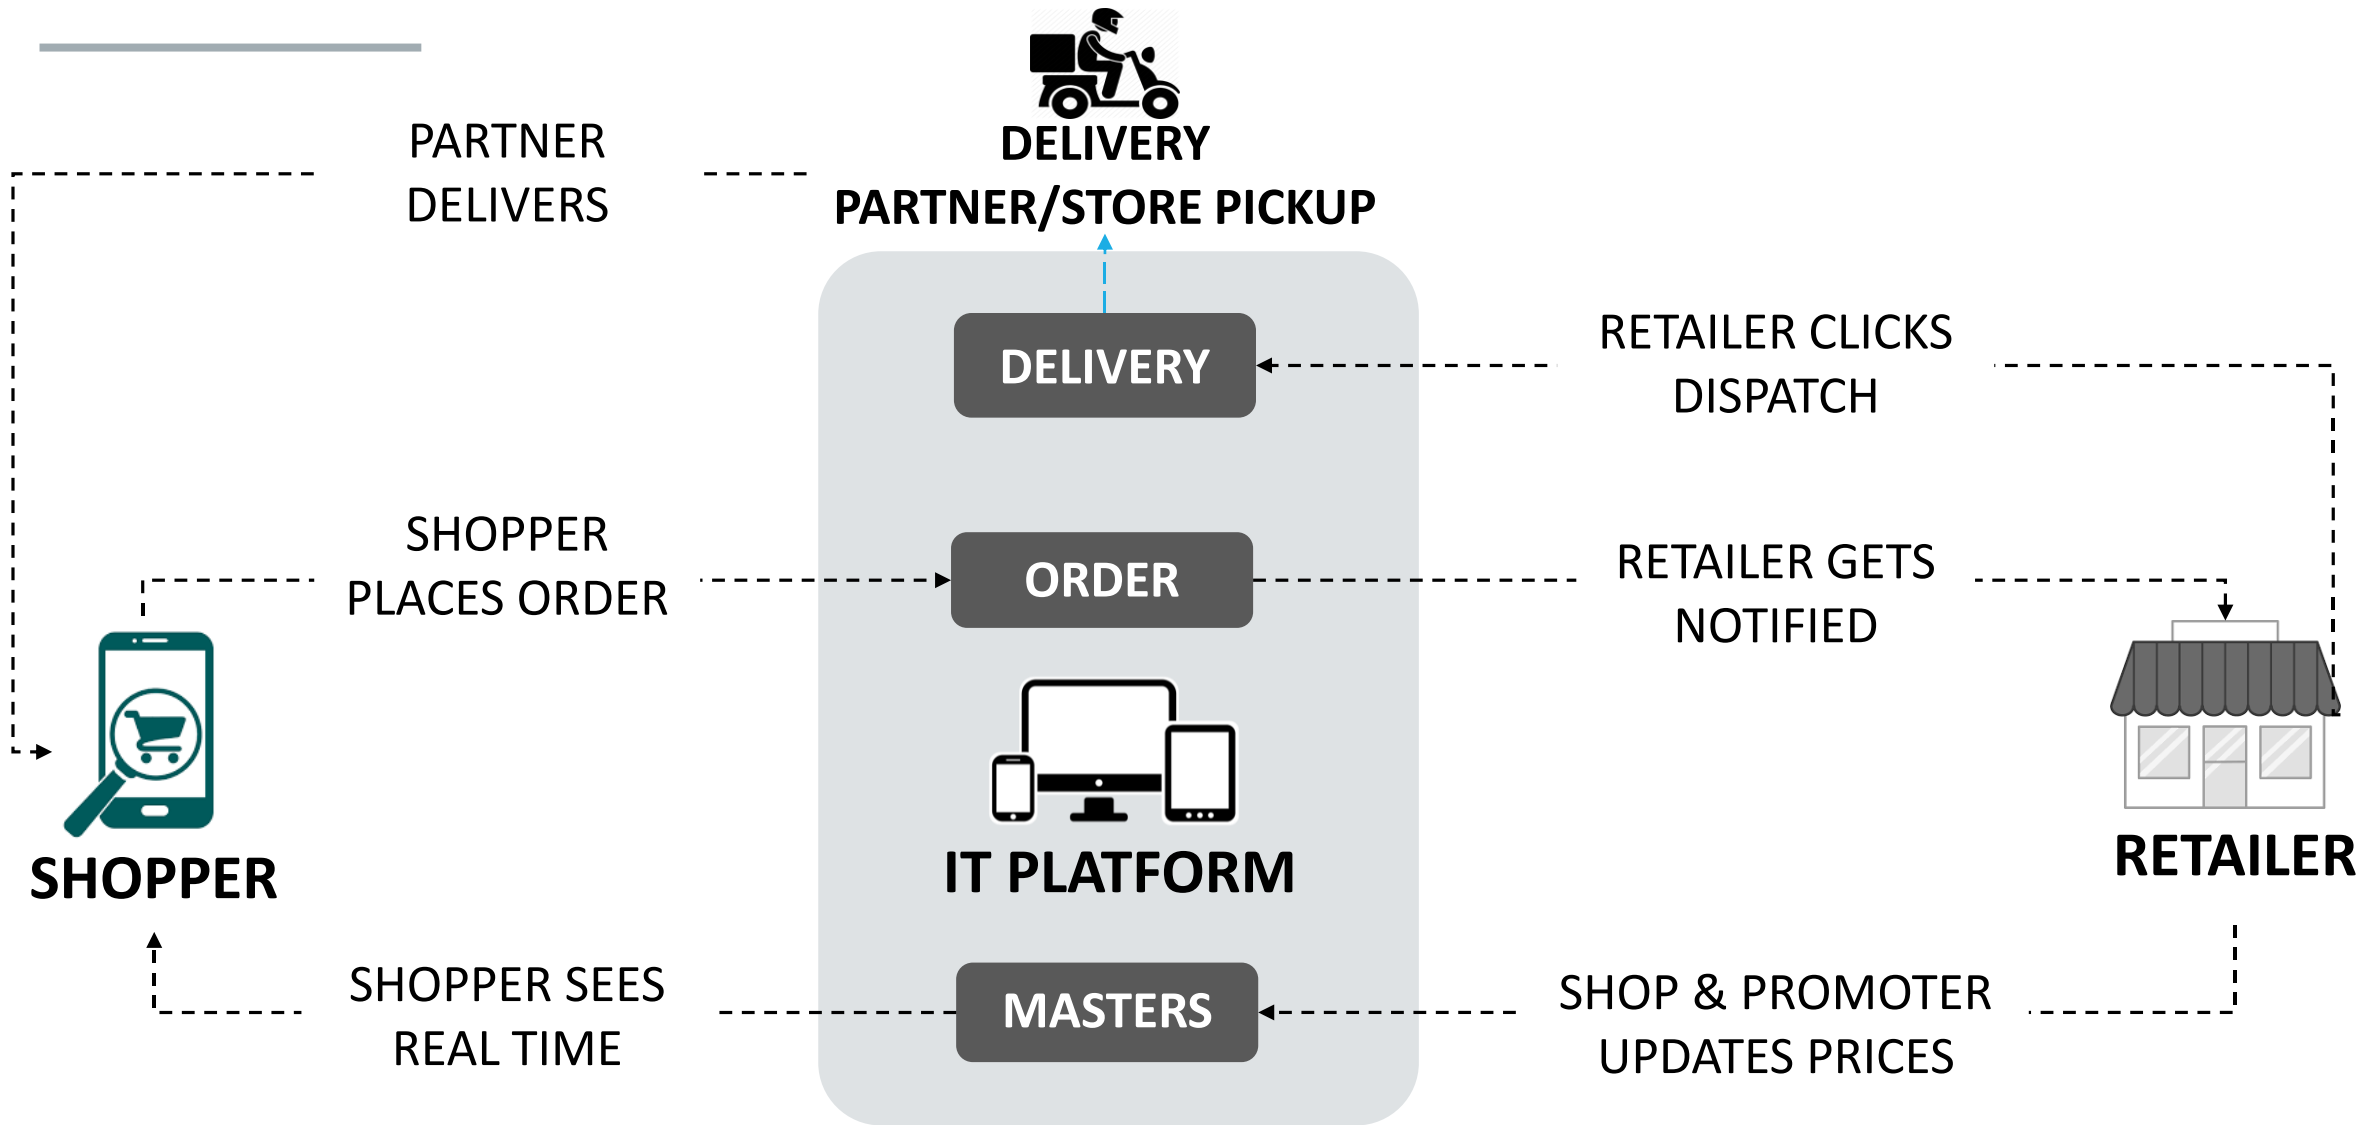 PARTNER
DELIVERS
DELIVERY
PARTNER/STORE PICKUP
DELIVERY
RETAILER CLICKS
DISPATCH
SHOPPER
PLACES ORDER
ORDER
RETAILER GETS
NOTIFIED
SHOPPER
IT PLATFORM
RETAILER
SHOPPER SEES
REAL TIME
MASTERS
SHOP & PROMOTER
UPDATES PRICES